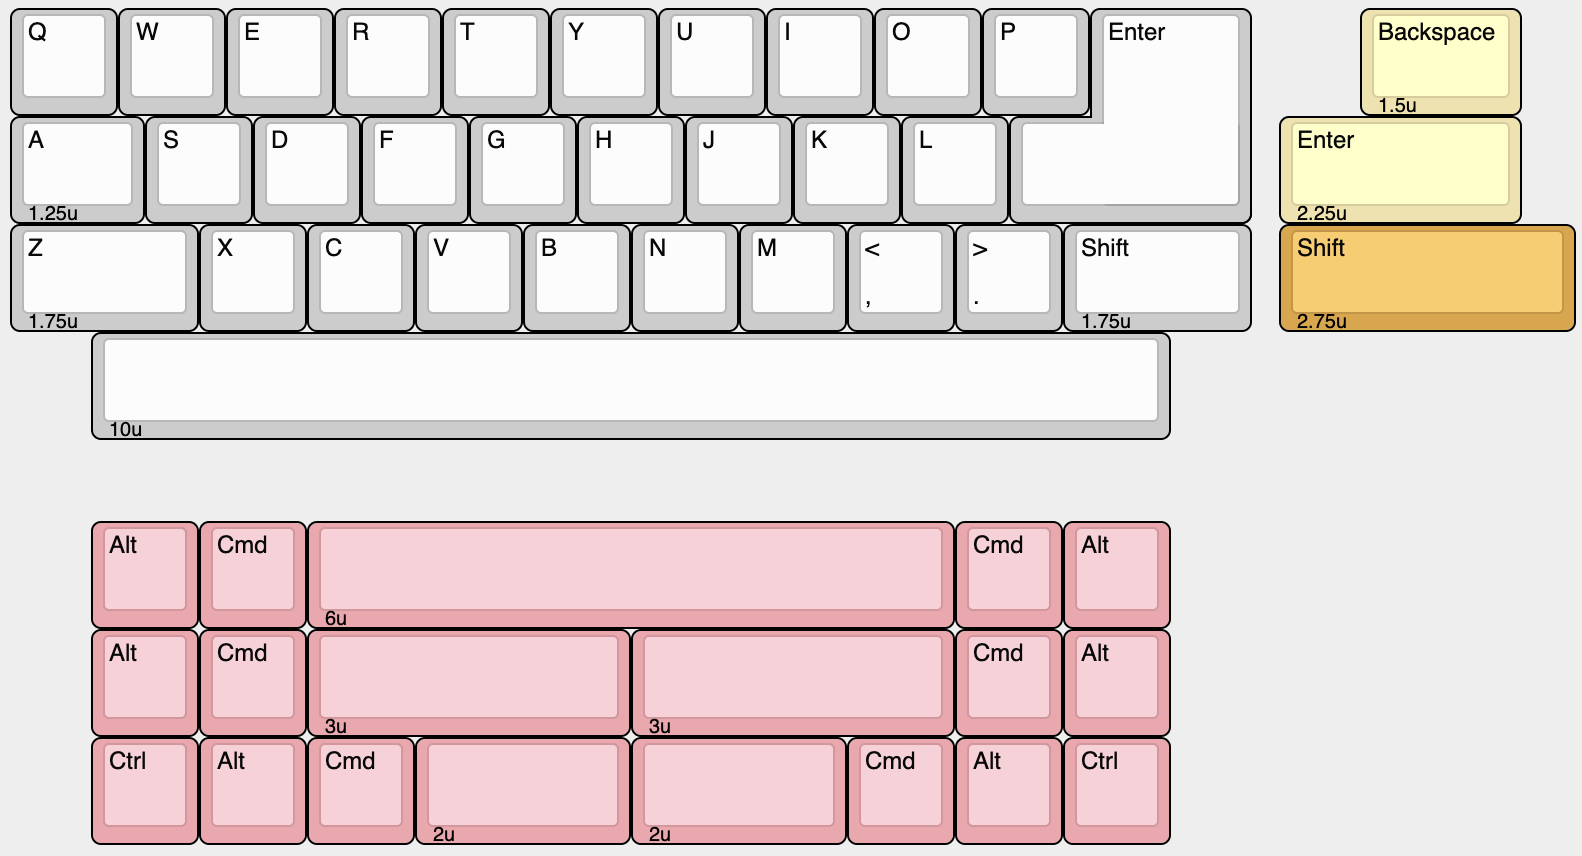 Q W E R T Y U I O P Enter Backspace
1.5u
A S D F G H J K L Enter
1.25u 2.25u
Z X C V B N M < > Shift Shift
, .
1.75u 1.75u 2.75u
10u
Alt Cmd Cmd Alt
6u
Alt Cmd Cmd Alt
3u 3u
Ctrl Alt Cmd Cmd Alt Ctrl
2u 2u